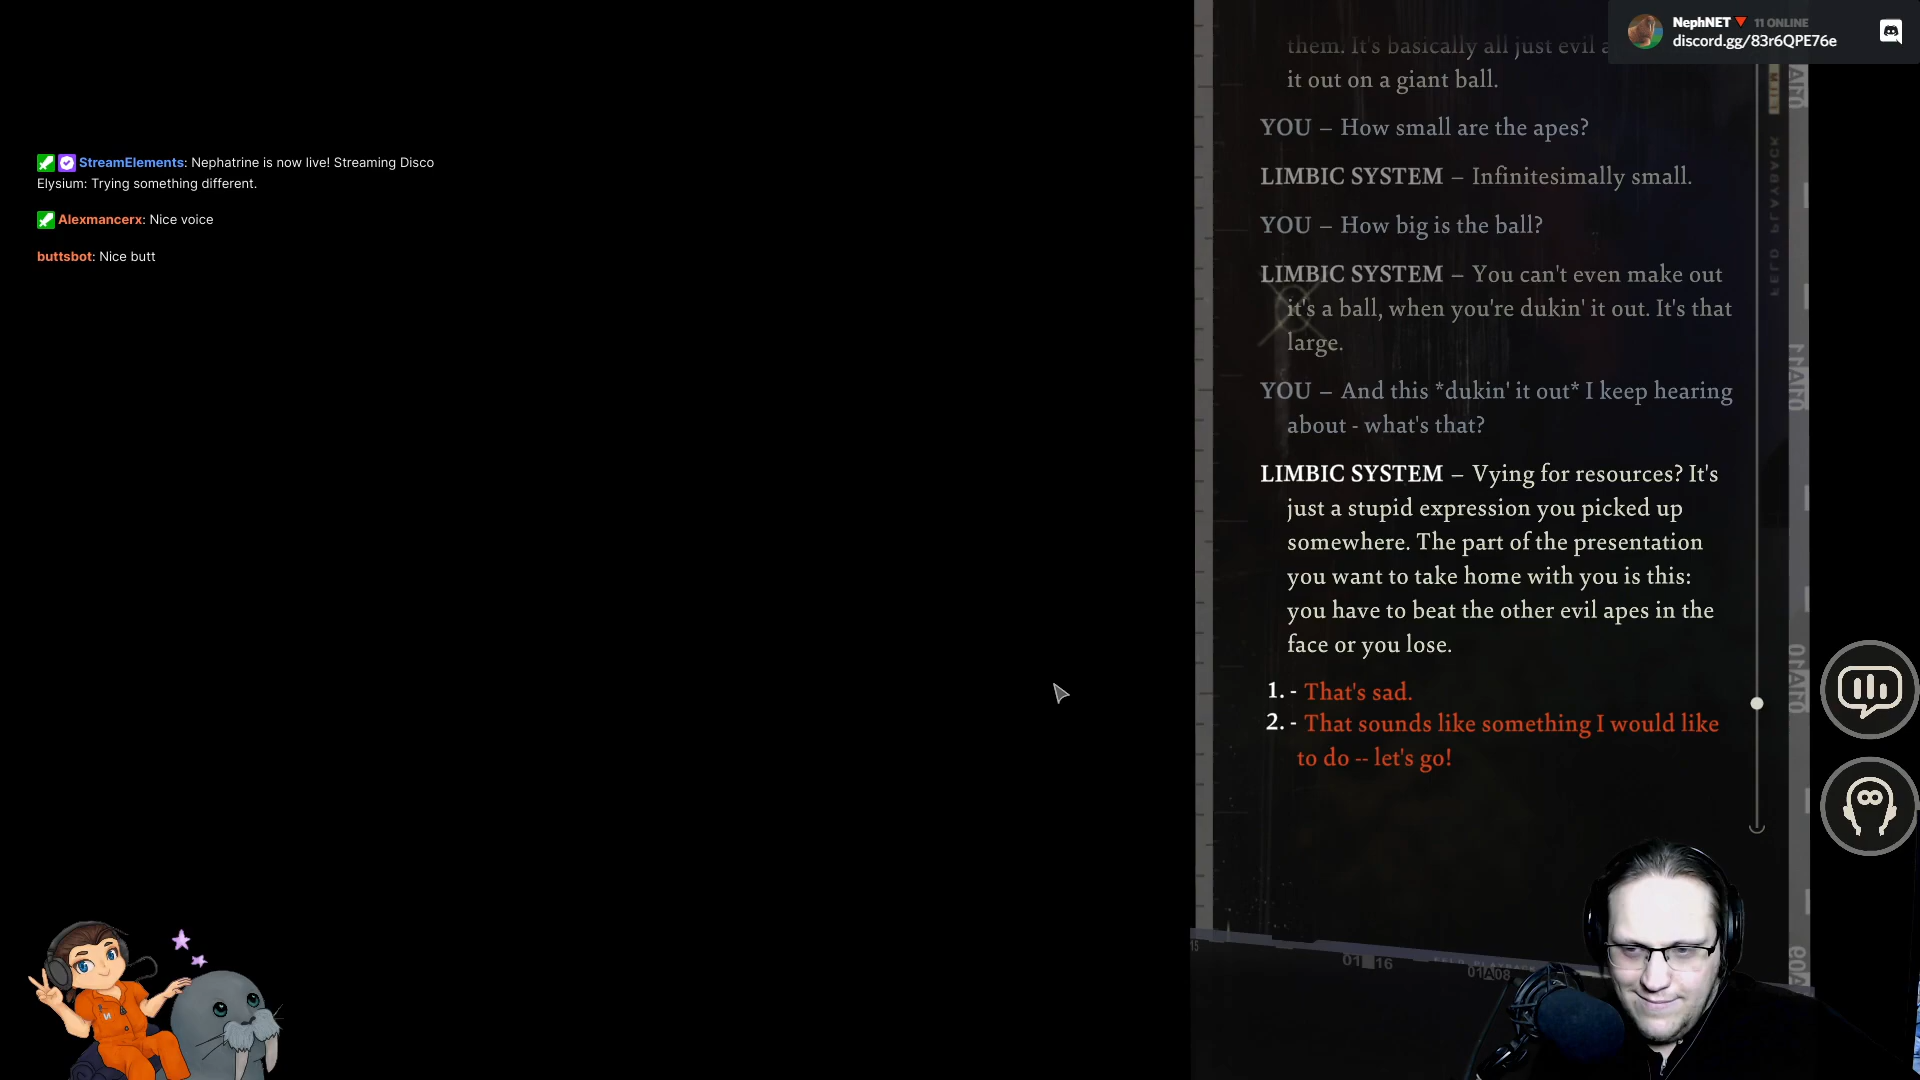 NephNET 11 ONLINE
discord.gg/83r6QPE76e
them. It's basically all just evil
it out on a giant ball.
YOU – How small are the apes?
StreamElements: Nephatrine is now live! Streaming Disco
Elysium: Trying something different.
LIMBIC SYSTEM – Infinitesimally small.
Alexmancerx: Nice voice
YOU – How big is the ball?
buttsbot: Nice butt
LIMBIC SYSTEM – You can't even make out
it's a ball, when you're dukin' it out. It's that
large.
YOU – And this *dukin' it out* I keep hearing
about - what's that?
LIMBIC SYSTEM – Vying for resources? It's
just a stupid expression you picked up
somewhere. The part of the presentation
you want to take home with you is this:
you have to beat the other evil apes in the
face or you lose.
1. - That's sad.
2. - That sounds like something I would like
to do -- let's go!